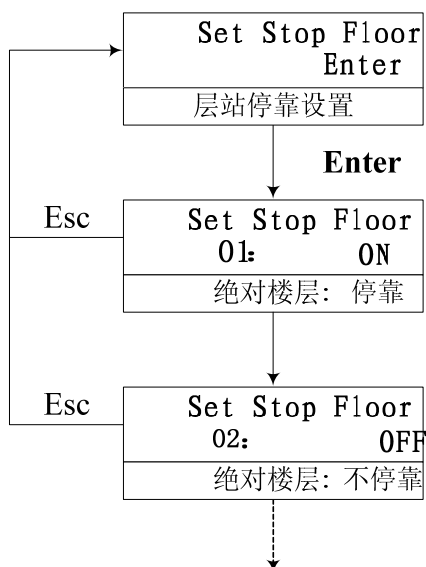 Set Stop Floor
Enter
层站停靠设置
Enter
Esc
Set Stop Floor
01: ON
绝对楼层: 停靠
Esc
Set Stop Floor
02: OFF
绝对楼层: 不停靠